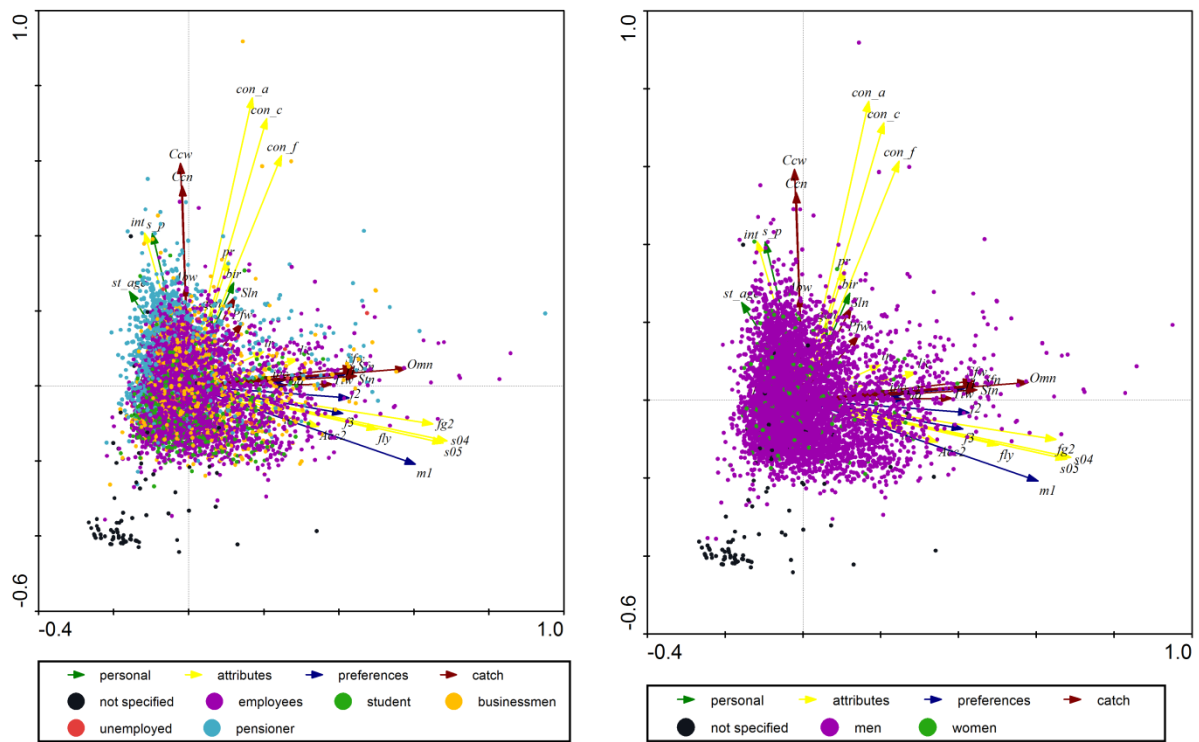 1.0
con_a
con_c
con_f
Ccw
Ccn
int
s_p
pr
st_age
bir
Sln
Omn
Stn
f2
f3
fg2
fly
s04
s05
m1
-0.6
-0.4
1.0
personal
attributes
preferences
catch
not specified
employees
student
businessmen
unemployed
pensioner
1.0
con_a
con_c
con_f
Ccw
Ccn
int
s_p
pr
st_age
bir
Sln
Omn
Stn
f2
f3
fg2
fly
s04
s05
m1
-0.6
-0.4
1.0
personal
attributes
preferences
catch
not specified
men
women